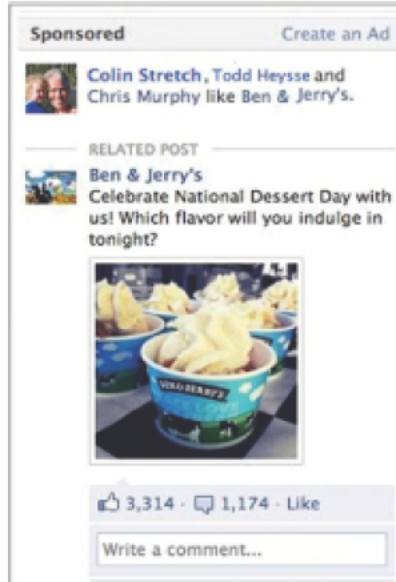 Sponsored Create an Ad
Colin Stretch, Todd Heysse and
Chris Murphy like Ben & Jerry's.
RELATED POST
Ben & Jerry's
Celebrate National Dessert Day with
us! Which flavor will you indulge in
tonight?
BEN & JERRY'S
3,314 · 1,174 · Like
Write a comment...